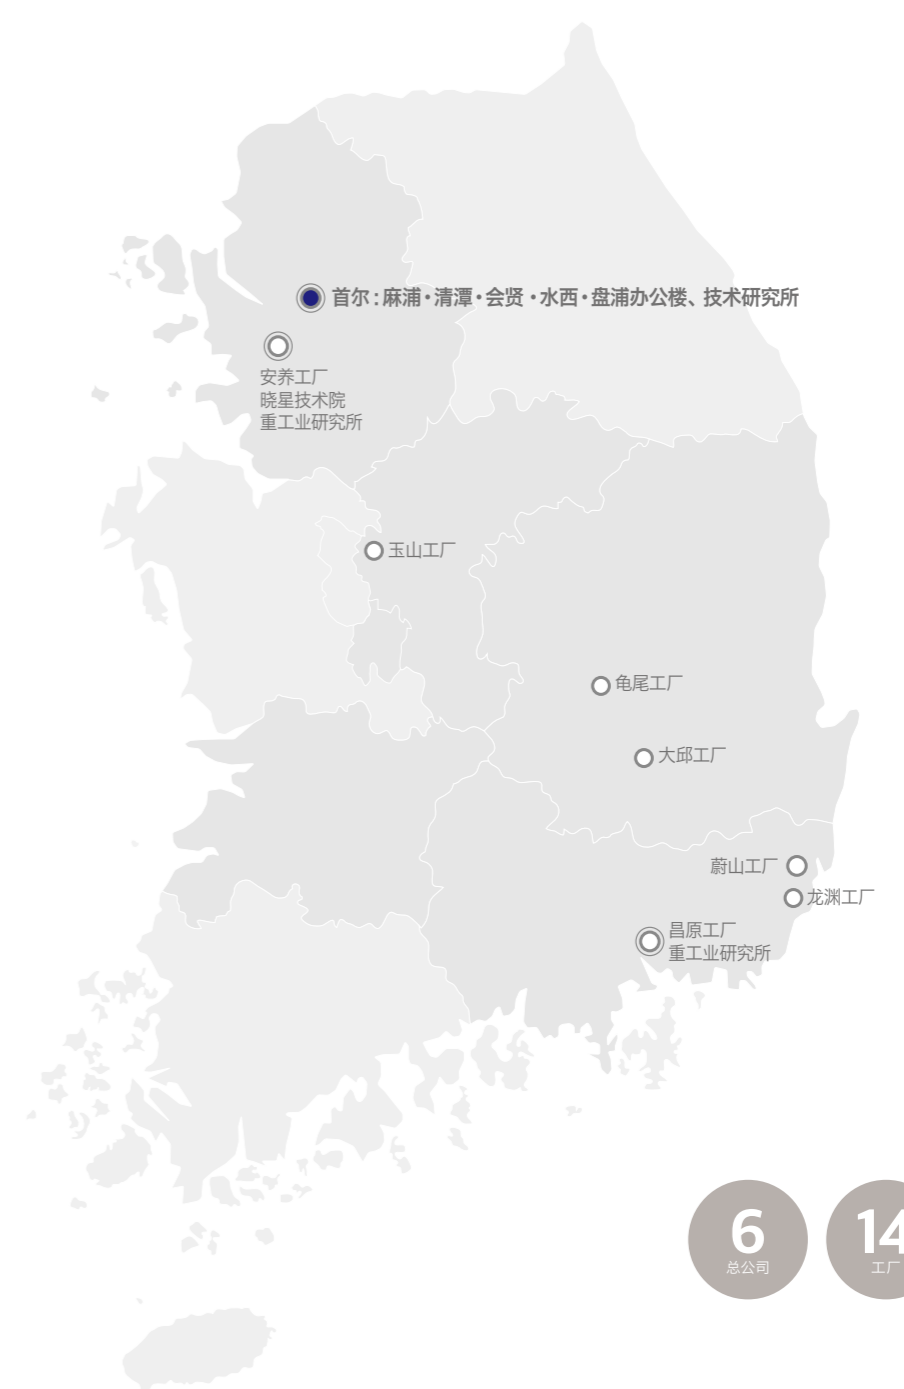 首尔 : 麻浦·清潭·会贤·水西·盘浦办公楼、技术研究所
安养工厂
晓星技术院
重工业研究所
玉山工厂
龟尾工厂
大邱工厂
蔚山工厂
龙渊工厂
昌原工厂
重工业研究所
6
总公司
14
工厂